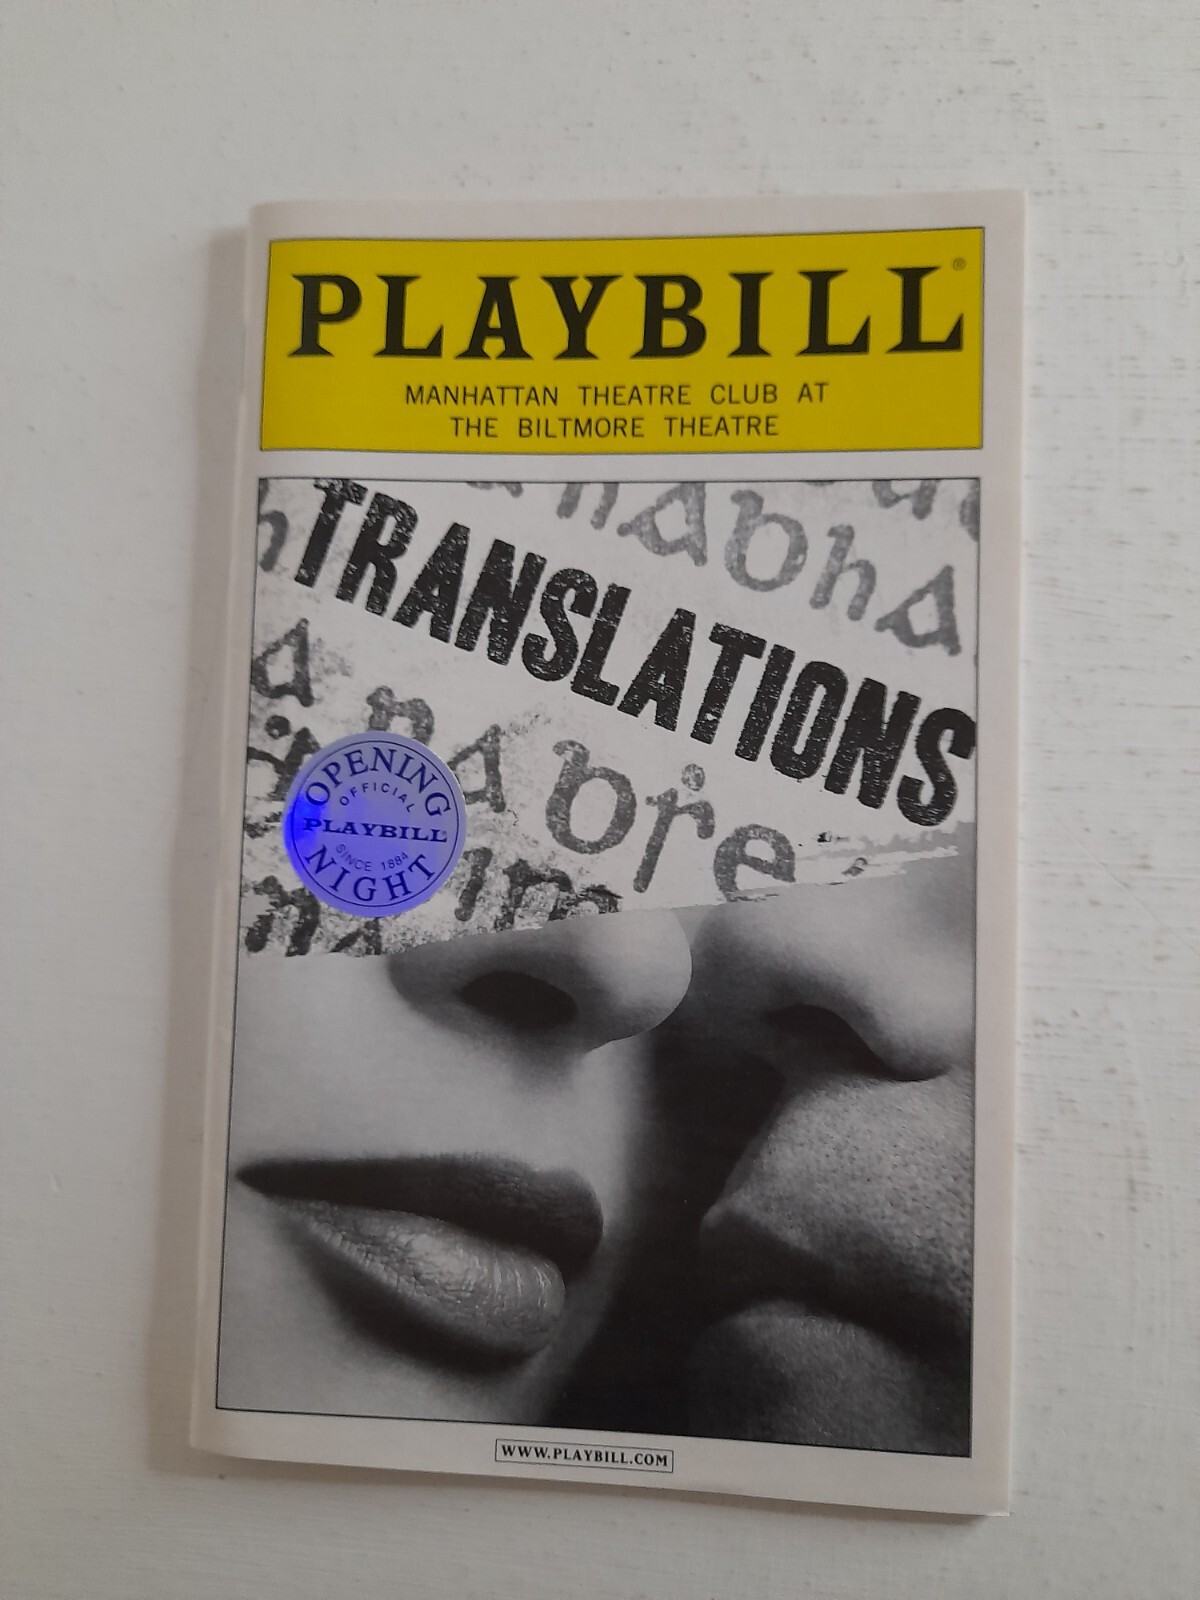 PLAYBILL®
MANHATTAN THEATRE CLUB AT
THE BILTMORE THEATRE
TRANSLATIONS
OPENING
OFFICIAL
PLAYBILL®
SINCE 1884
NIGHT
WWW.PLAYBILL.COM